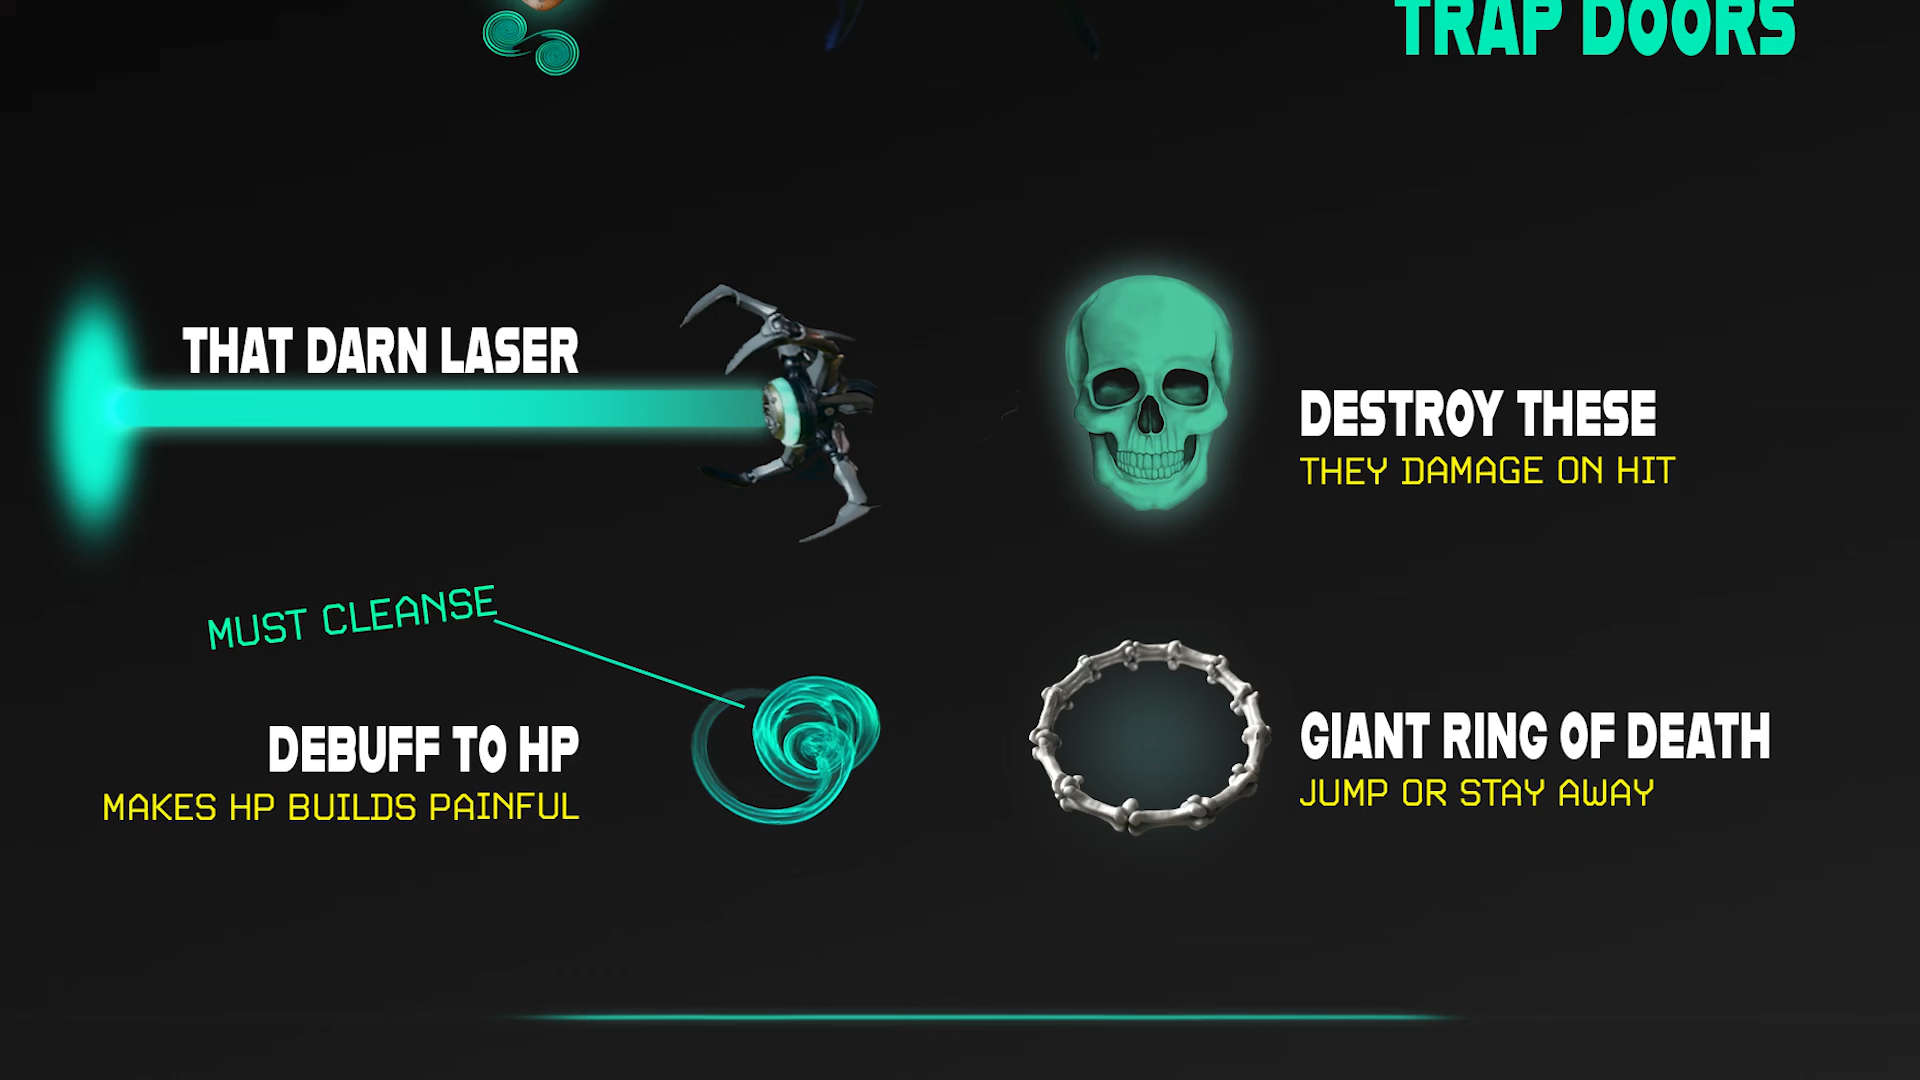 TRAP DOORS
THAT DARN LASER
DESTROY THESE
THEY DAMAGE ON HIT
MUST CLEANSE
DEBUFF TO HP
MAKES HP BUILDS PAINFUL
GIANT RING OF DEATH
JUMP OR STAY AWAY